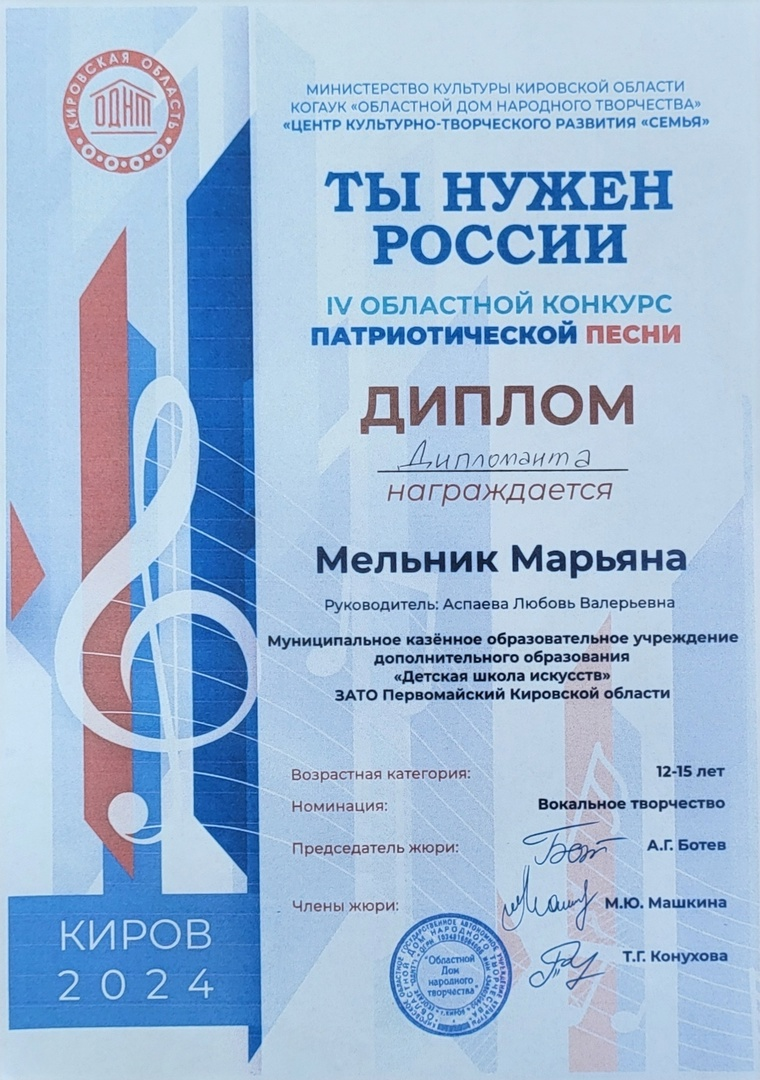 КИРОВСКАЯ ОБЛАСТЬ
ОДНТ
МИНИСТЕРСТВО КУЛЬТУРЫ КИРОВСКОЙ ОБЛАСТИ
КОГАУК «ОБЛАСТНОЙ ДОМ НАРОДНОГО ТВОРЧЕСТВА»
«ЦЕНТР КУЛЬТУРНО-ТВОРЧЕСКОГО РАЗВИТИЯ «СЕМЬЯ»
ТЫ НУЖЕН
РОССИИ
IV ОБЛАСТНОЙ КОНКУРС
ПАТРИОТИЧЕСКОЙ ПЕСНИ
ДИПЛОМ
Дипломанта
награждается
Мельник Марьяна
Руководитель: Аспаева Любовь Валерьевна
Муниципальное казённое образовательное учреждение
дополнительного образования
«Детская школа искусств»
ЗАТО Первомайский Кировской области
Возрастная категория: 12-15 лет
Номинация: Вокальное творчество
Председатель жюри: А.Г. Ботев
Члены жюри: М.Ю. Машкина
Т.Г. Конухова
"Областной
Дом
народного
творчества"
КИРОВ
2024